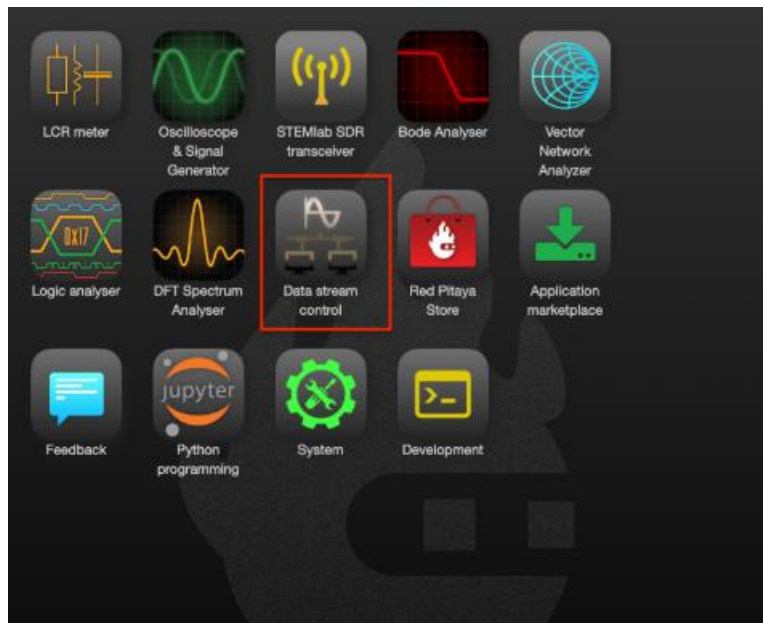 LCR meter
Oscilloscope
& Signal
Generator
STEMlab SDR
transceiver
Bode Analyser
Vector
Network
Analyzer
0x17
Logic analyser
DFT Spectrum
Analyser
Data stream
control
Red Pitaya
Store
Application
marketplace
Feedback
jupyter
Python
programming
System
>_
Development